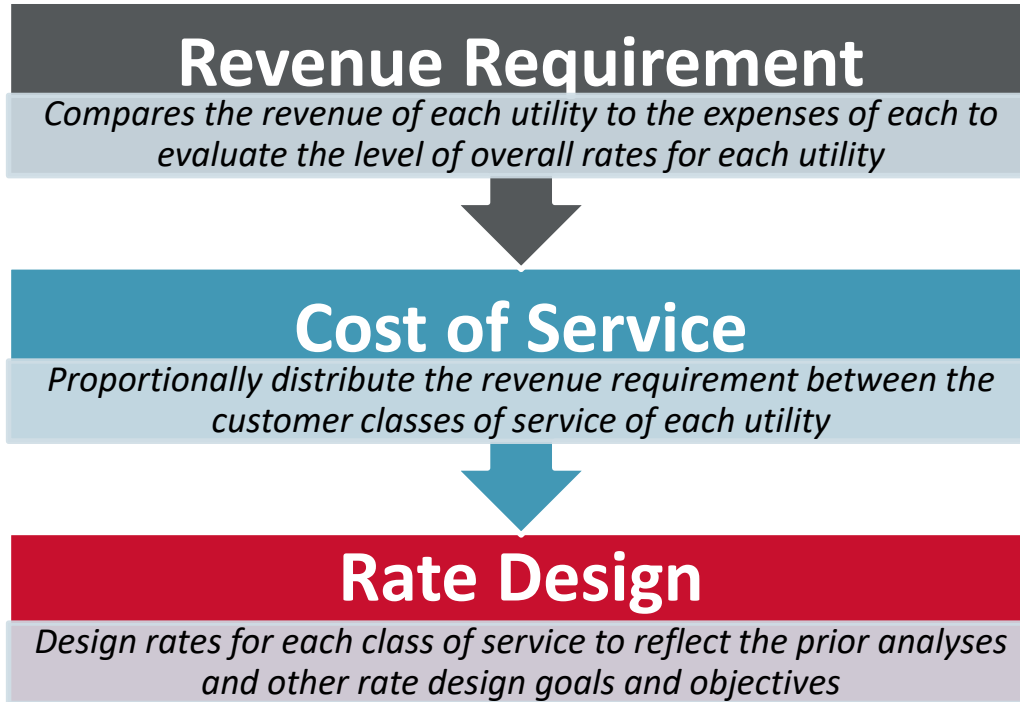 Revenue Requirement
Compares the revenue of each utility to the expenses of each to
evaluate the level of overall rates for each utility
Cost of Service
Proportionally distribute the revenue requirement between the
customer classes of service of each utility
Rate Design
Design rates for each class of service to reflect the prior analyses
and other rate design goals and objectives